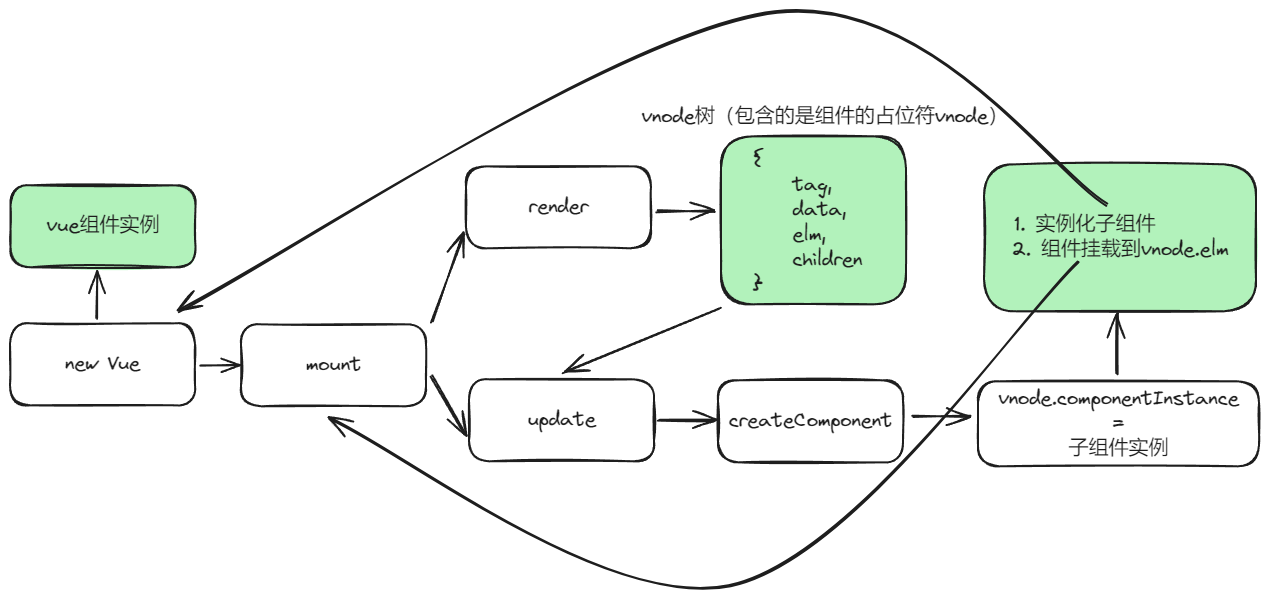 vnode树（包含的是组件的占位符vnode）
{
tag,
data,
elm,
children
}
render
vue组件实例
1. 实例化子组件
2. 组件挂载到vnode.elm
new Vue
mount
update
createComponent
vnode.componentInstance
=
子组件实例